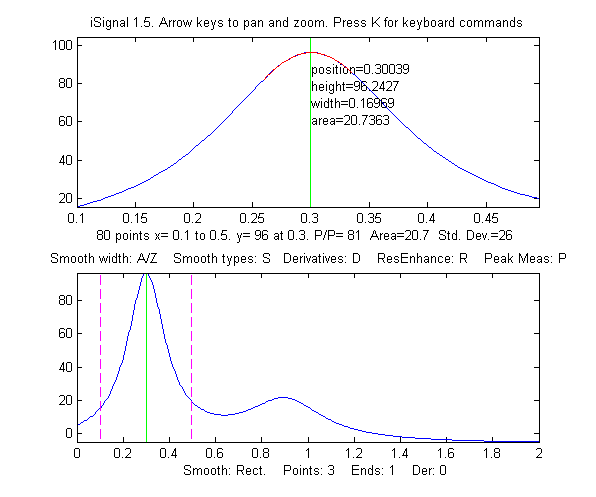 iSignal 1.5. Arrow keys to pan and zoom. Press K for keyboard commands
100
80
60
40
20
position=0.30039
height=96.2427
width=0.16969
area=20.7363
0.1 0.15 0.2 0.25 0.3 0.35 0.4 0.45
80 points x= 0.1 to 0.5. y= 96 at 0.3. P/P= 81 Area=20.7 Std. Dev.=26
Smooth width: A/Z Smooth types: S Derivatives: D ResEnhance: R Peak Meas: P
80
60
40
20
0
0 0.2 0.4 0.6 0.8 1 1.2 1.4 1.6 1.8 2
Smooth: Rect. Points: 3 Ends: 1 Der: 0